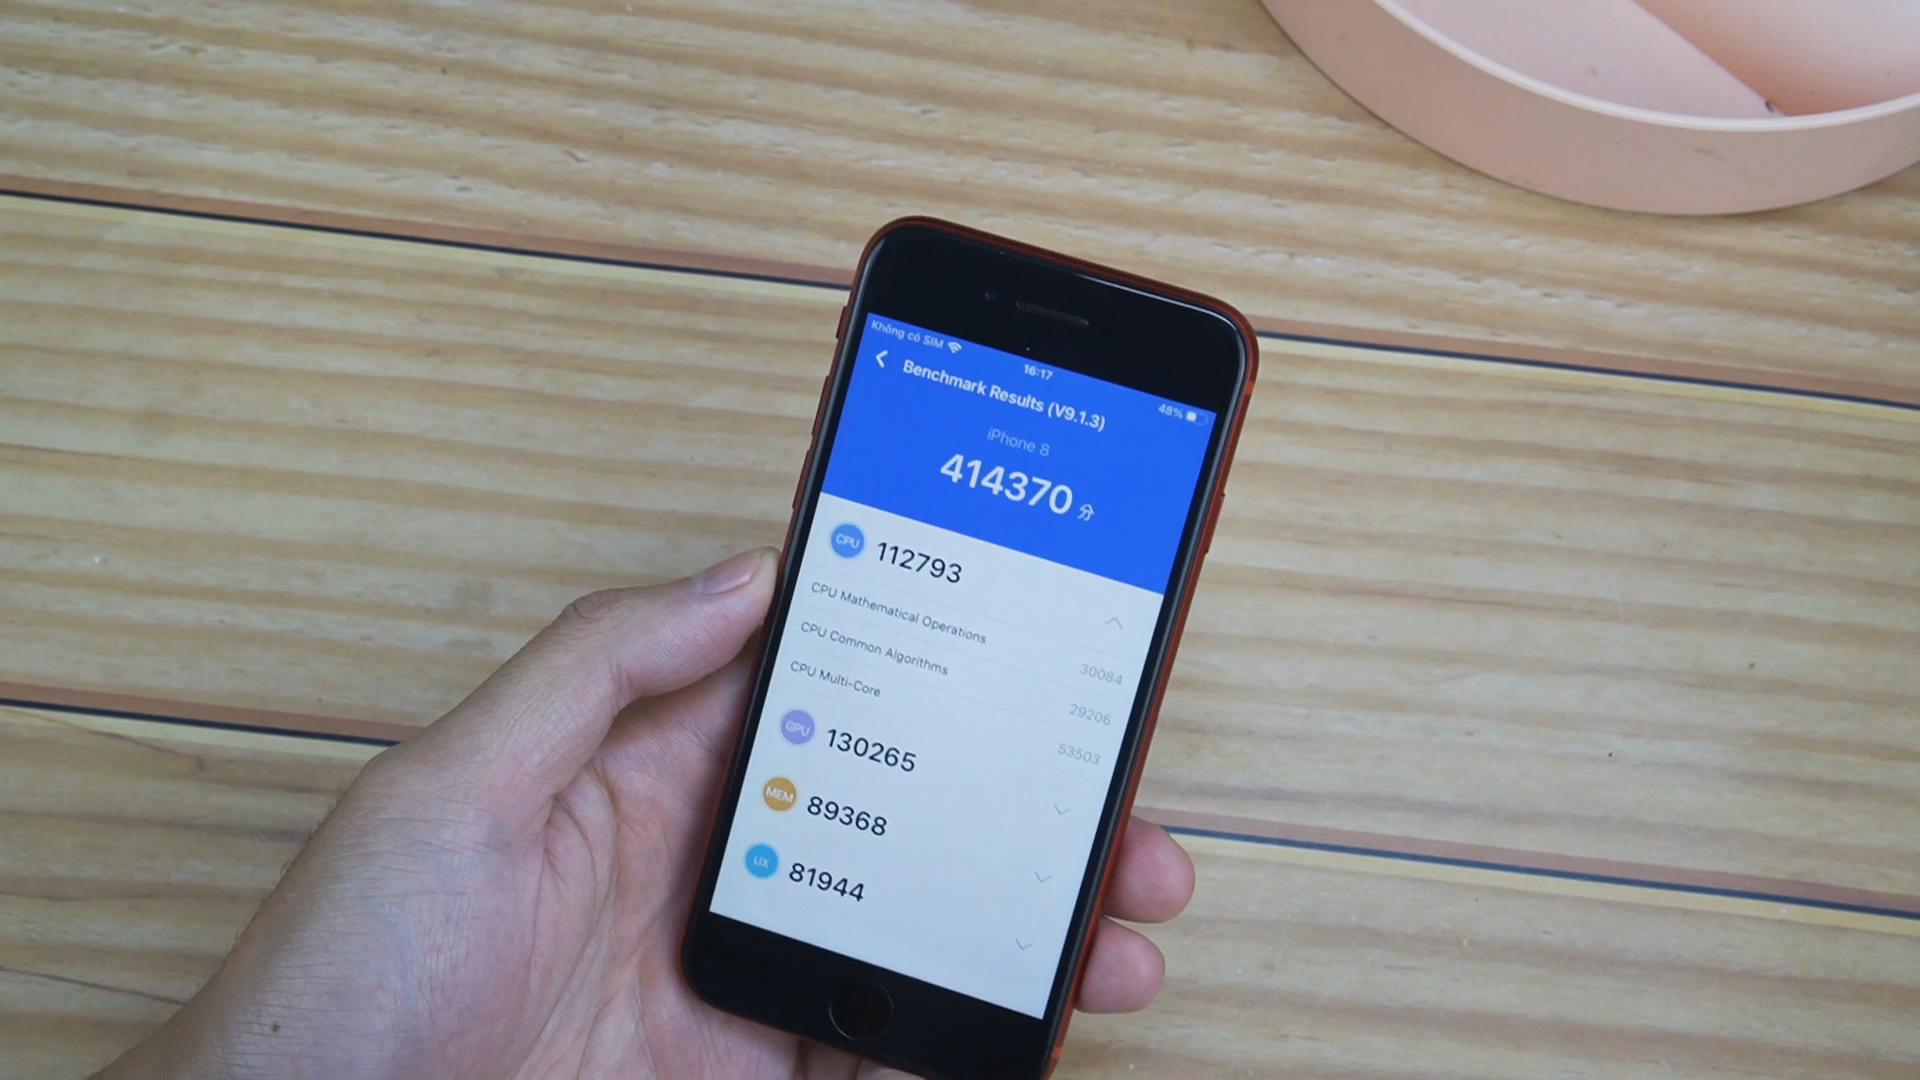 Không có SIM
16:17
48%
Benchmark Results (V9.1.3)
iPhone 8
414370 分
CPU 112793
CPU Mathematical Operations 30084
CPU Common Algorithms 29206
CPU Multi-Core 53503
GPU 130265
MEM 89368
UX 81944